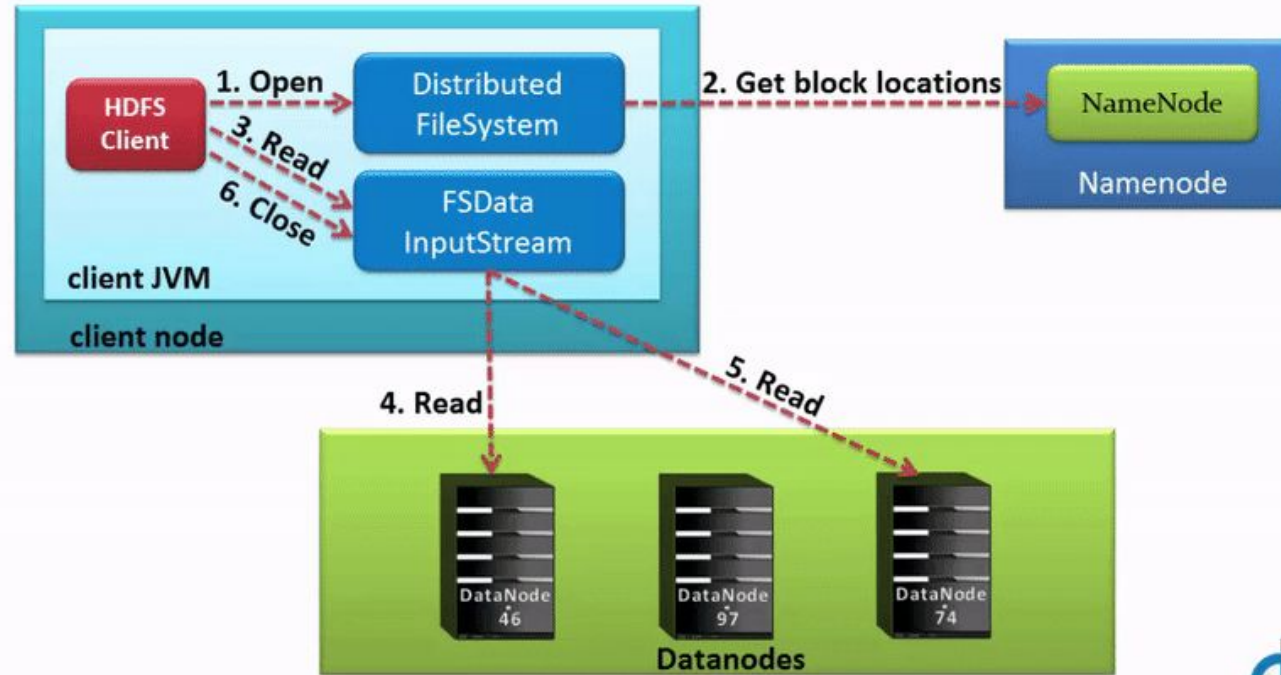 1. Open
HDFS
Client
Distributed
FileSystem
2. Get block locations
NameNode
Namenode
3. Read
6. Close
FSData
InputStream
client JVM
client node
4. Read
5. Read
DataNode
46
DataNode
97
DataNode
74
Datanodes